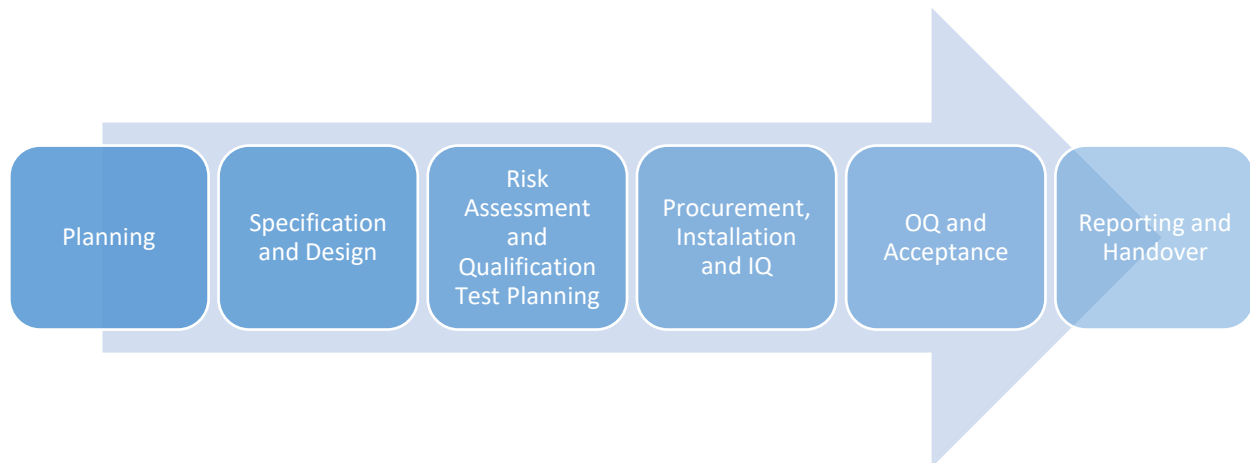 Planning
Specification
and Design
Risk
Assessment
and
Qualification
Test Planning
Procurement,
Installation
and IQ
OQ and
Acceptance
Reporting and
Handover